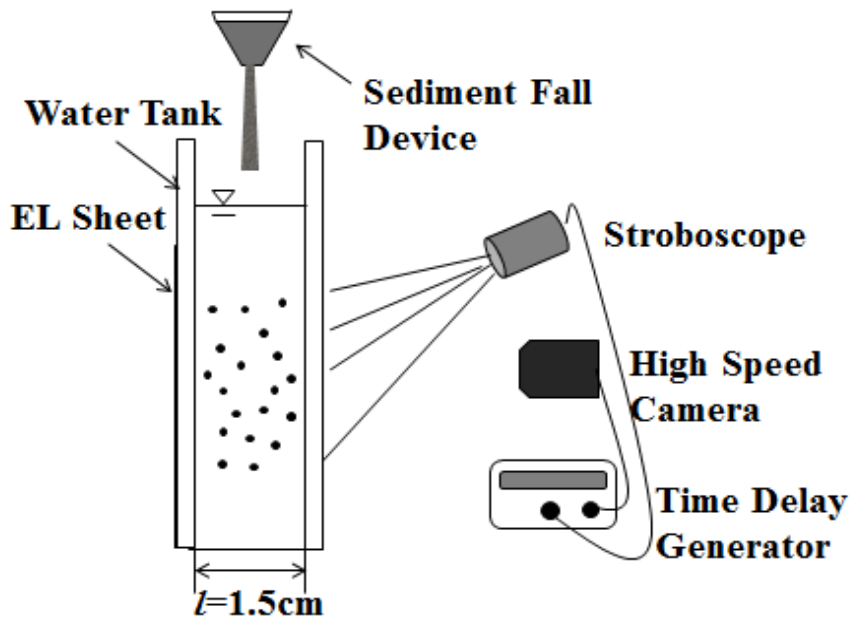 Sediment Fall
Device
Water Tank
EL Sheet
Stroboscope
High Speed
Camera
Time Delay
Generator
l=1.5cm